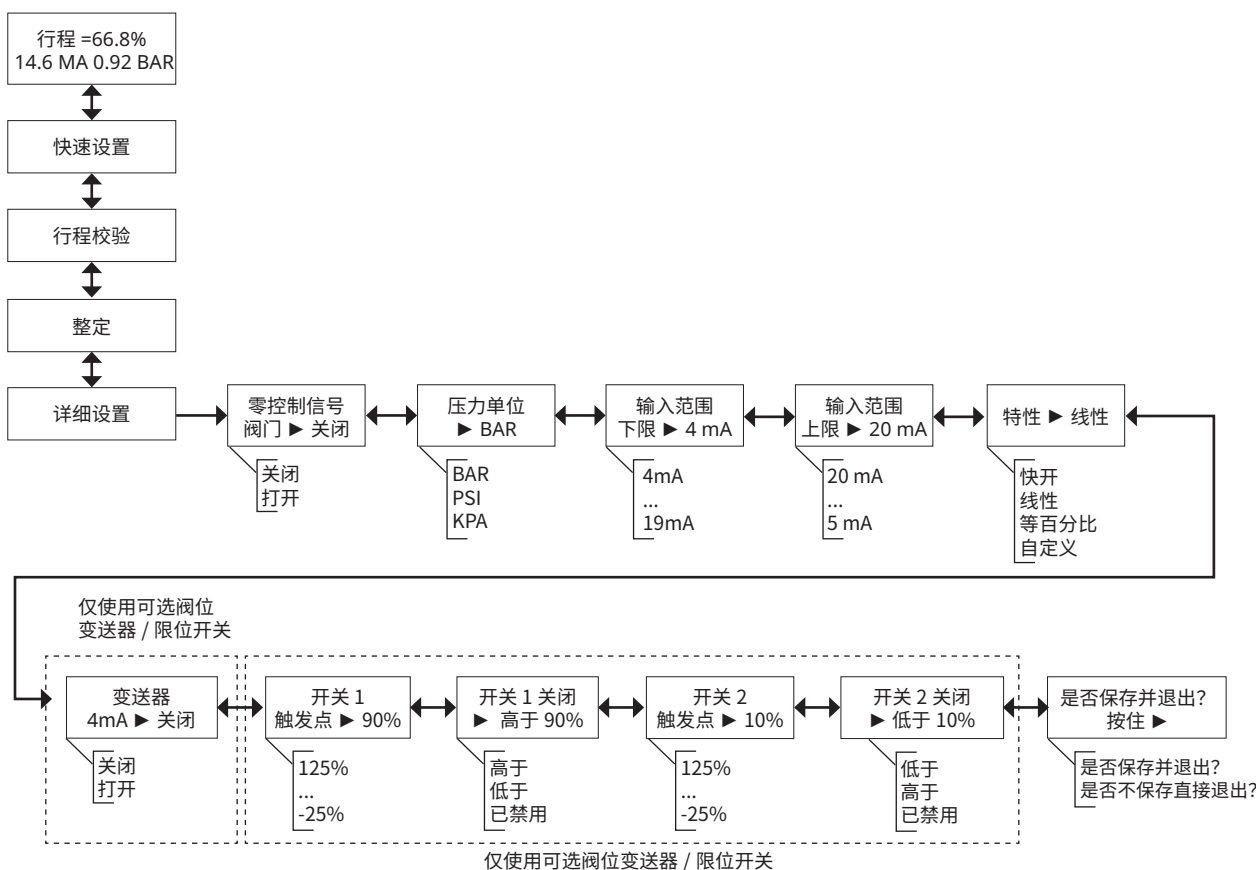 行程 =66.8%
14.6 MA 0.92 BAR
快速设置
行程校验
整定
详细设置
零控制信号
阀门 ► 关闭
关闭
打开
压力单位
► BAR
BAR
PSI
KPA
输入范围
下限 ► 4 mA
4mA
...
19mA
输入范围
上限 ► 20 mA
20 mA
...
5 mA
特性 ► 线性
快开
线性
等百分比
自定义
仅使用可选阀位
变送器 / 限位开关
变送器
4mA ► 关闭
关闭
打开
开关 1
触发点 ► 90%
125%
...
-25%
开关 1 关闭
► 高于 90%
高于
低于
已禁用
开关 2
触发点 ► 10%
125%
...
-25%
开关 2 关闭
► 低于 10%
低于
高于
已禁用
是否保存并退出?
按住 ►
是否保存并退出?
是否不保存直接退出?
仅使用可选阀位变送器 / 限位开关